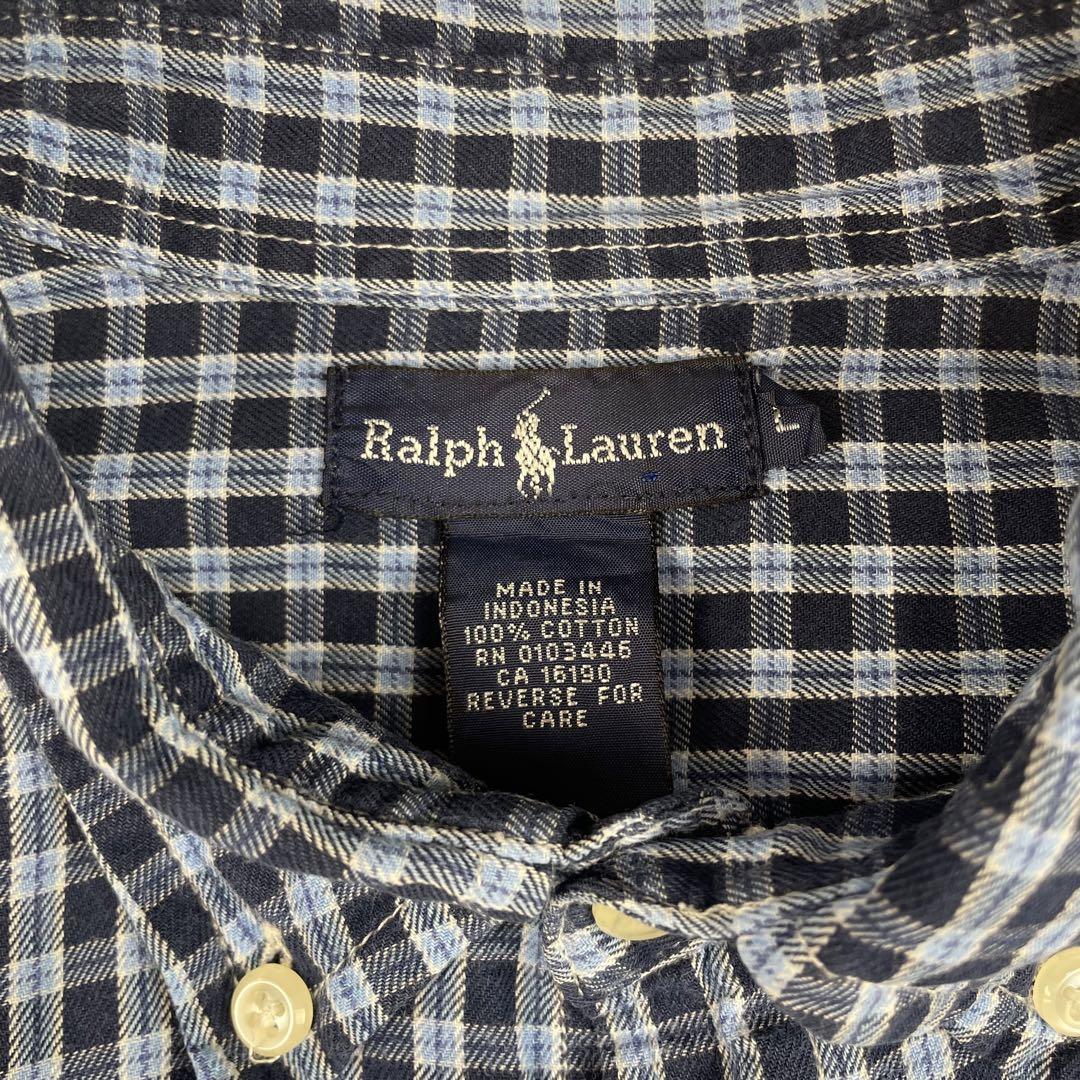 Ralph Lauren
L
MADE IN
INDONESIA
100% COTTON
RN 0103446
CA 16190
REVERSE FOR
CARE